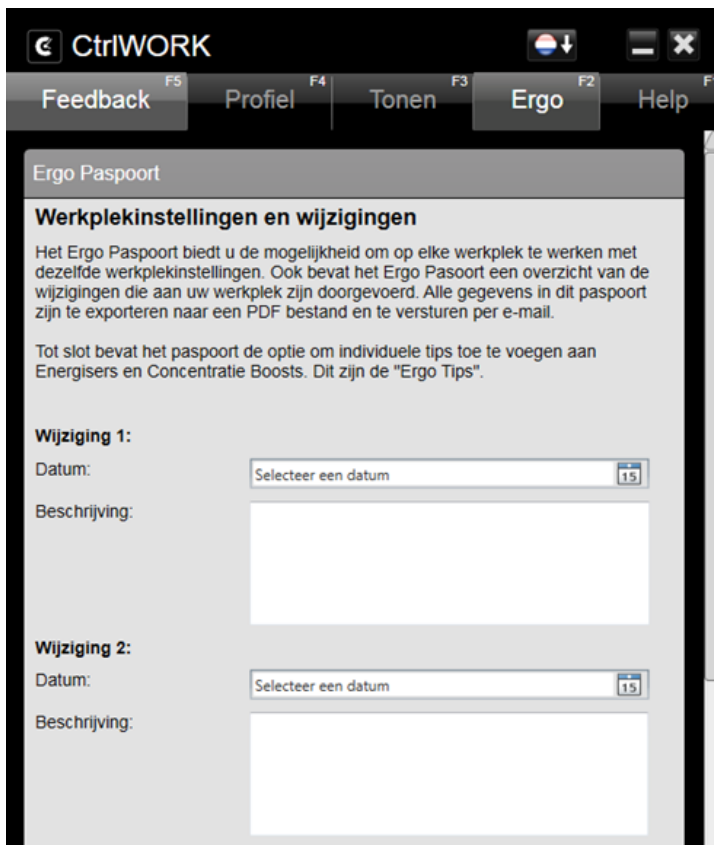 CtrlWORK
Feedback F5 Profiel F4 Tonen F3 Ergo F2 Help
Ergo Paspoort
Werkplekinstellingen en wijzigingen
Het Ergo Paspoort biedt u de mogelijkheid om op elke werkplek te werken met
dezelfde werkplekinstellingen. Ook bevat het Ergo Pasoort een overzicht van de
wijzigingen die aan uw werkplek zijn doorgevoerd. Alle gegevens in dit paspoort
zijn te exporteren naar een PDF bestand en te versturen per e-mail.
Tot slot bevat het paspoort de optie om individuele tips toe te voegen aan
Energisers en Concentratie Boosts. Dit zijn de "Ergo Tips".
Wijziging 1:
Datum: Selecteer een datum 15
Beschrijving:
Wijziging 2:
Datum: Selecteer een datum 15
Beschrijving: